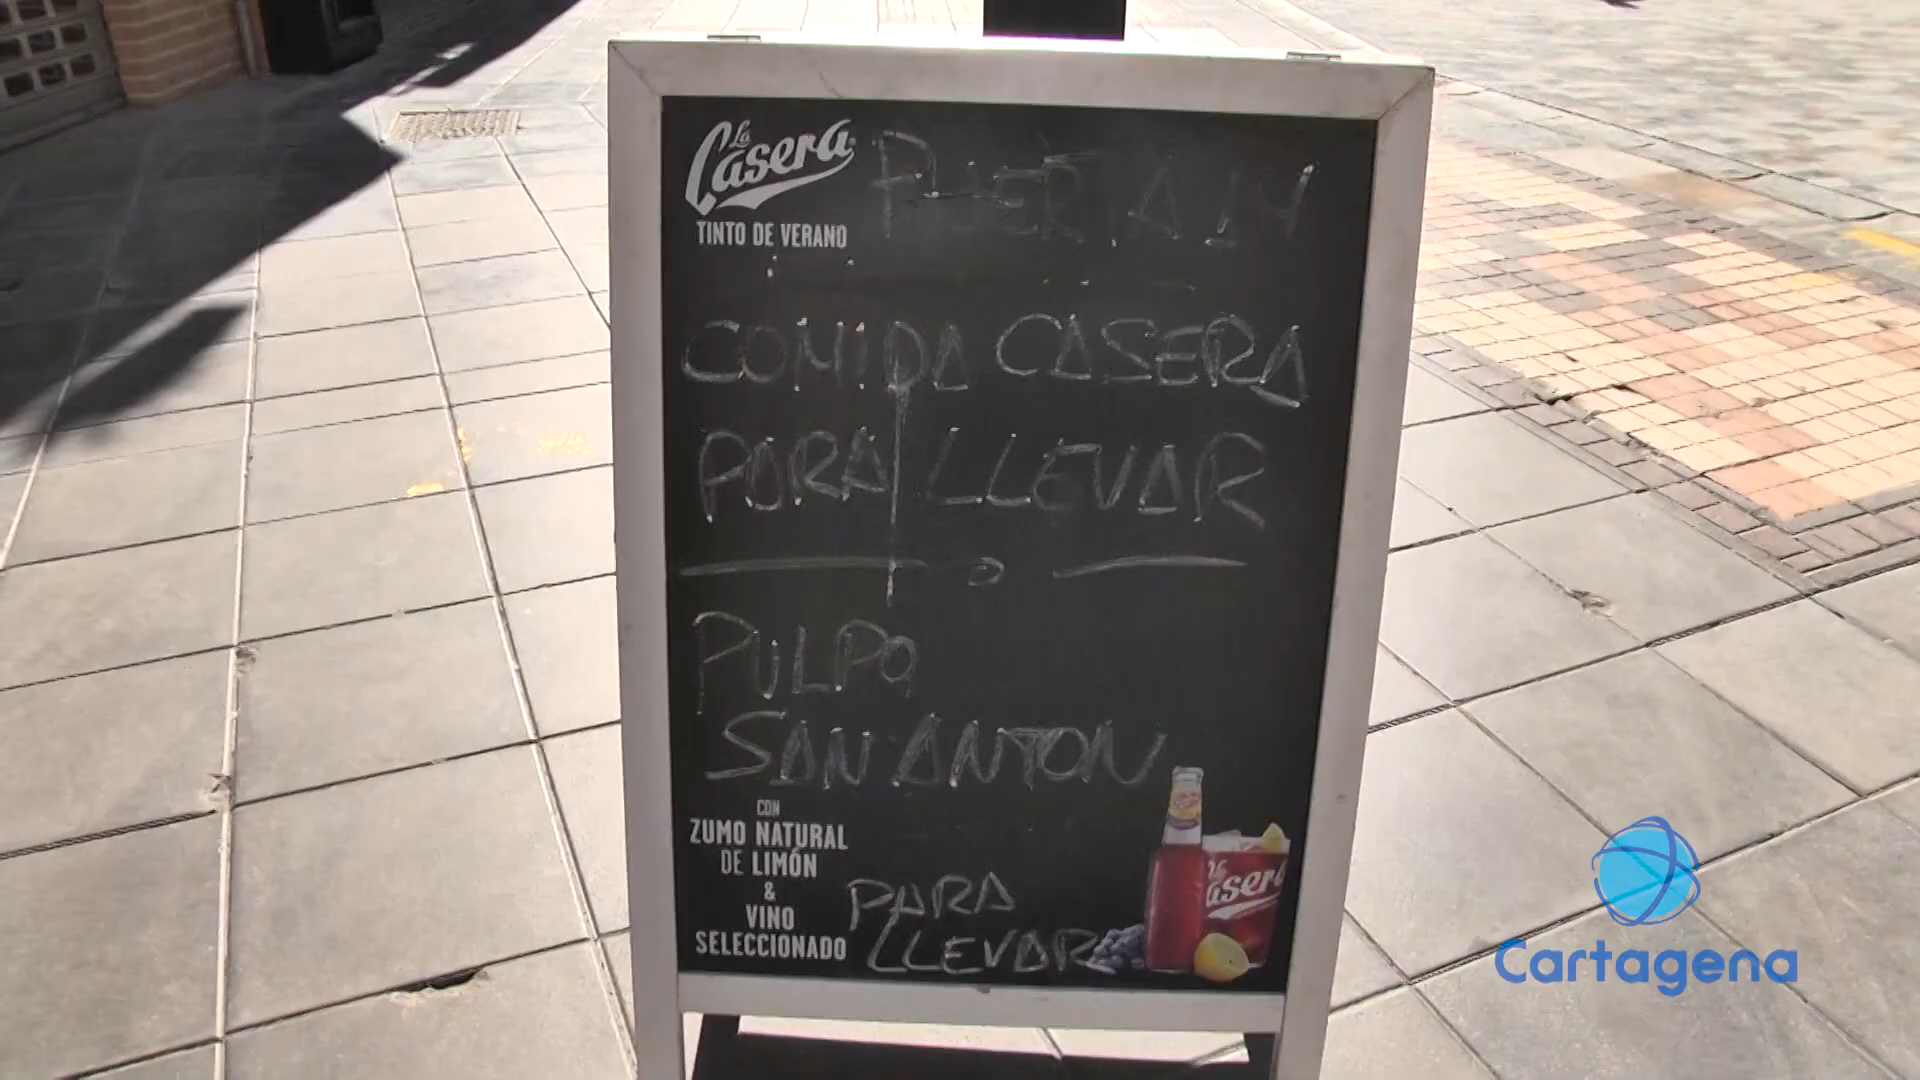 La Casera
TINTO DE VERANO
PUERTA 14
COMIDA CASERA
PARA LLEVAR
PULPO
SAN ANTON
CON
ZUMO NATURAL
DE LIMÓN
&
VINO
SELECCIONADO
PARA
LLEVAR
La Casera
Cartagena